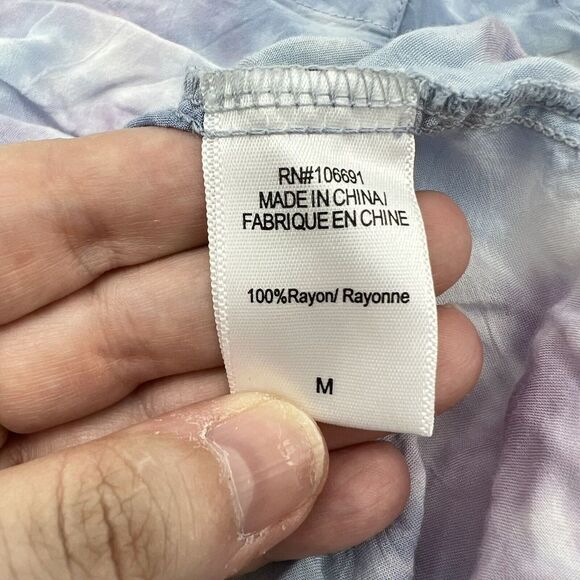 RN#106691
MADE IN CHINA/
FABRIQUE EN CHINE
100%Rayon/ Rayonne
M